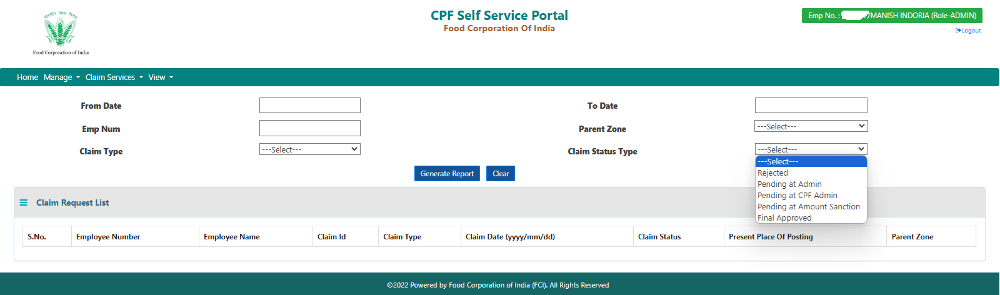 भारतीय खाद्य निगम
Food Corporation of India
CPF Self Service Portal
Food Corporation Of India
Emp No. : /MANISH INDORIA (Role-ADMIN)
Logout
Home Manage Claim Services View
From Date To Date
Emp Num Parent Zone ---Select---
Claim Type ---Select--- Claim Status Type ---Select---
---Select---
Rejected
Pending at Admin
Pending at CPF Admin
Pending at Amount Sanction
Final Approved
Generate Report Clear
Claim Request List
S.No. Employee Number Employee Name Claim Id Claim Type Claim Date (yyyy/mm/dd) Claim Status Present Place Of Posting Parent Zone
©2022 Powered by Food Corporation of India (FCI). All Rights Reserved